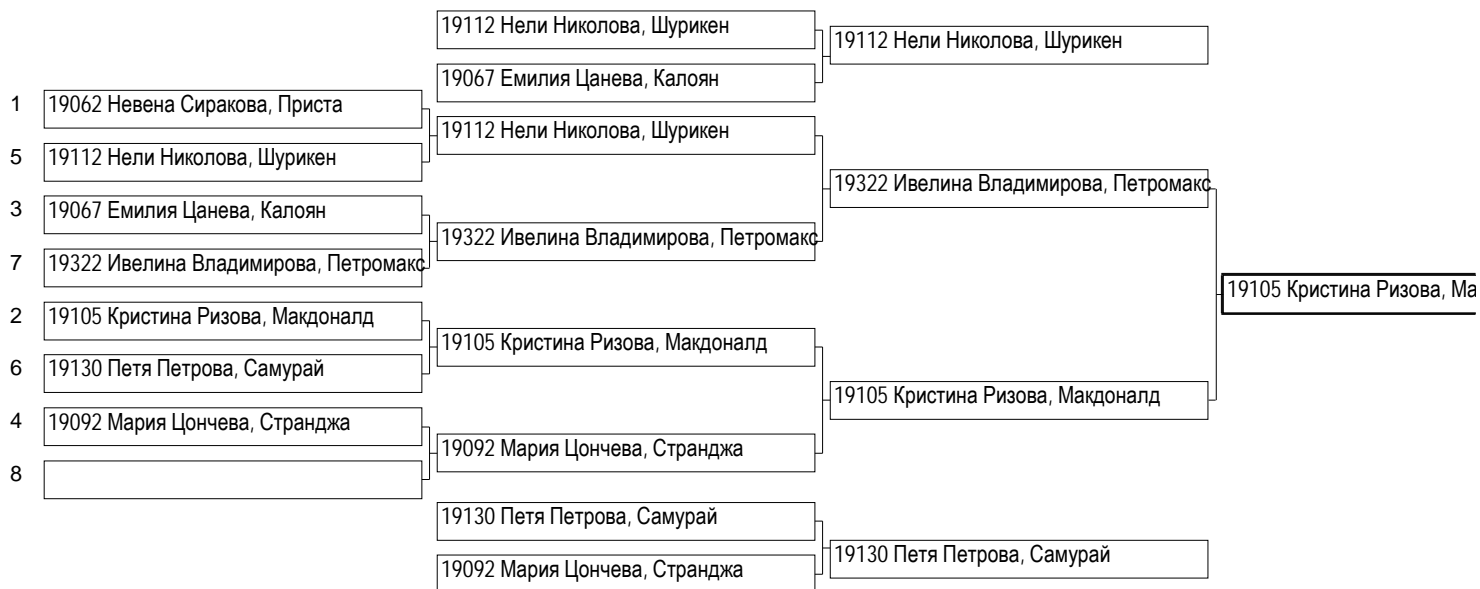 19112 Нели Николова, Шурикен
19112 Нели Николова, Шурикен
19067 Емилия Цанева, Калоян
1 19062 Невена Сиракова, Приста
19112 Нели Николова, Шурикен
5 19112 Нели Николова, Шурикен
19322 Ивелина Владимирова, Петромакс
3 19067 Емилия Цанева, Калоян
19322 Ивелина Владимирова, Петромакс
7 19322 Ивелина Владимирова, Петромакс
19105 Кристина Ризова, Ма
2 19105 Кристина Ризова, Макдоналд
19105 Кристина Ризова, Макдоналд
6 19130 Петя Петрова, Самурай
19105 Кристина Ризова, Макдоналд
4 19092 Мария Цончева, Странджа
19092 Мария Цончева, Странджа
8
19130 Петя Петрова, Самурай
19130 Петя Петрова, Самурай
19092 Мария Цончева, Странджа